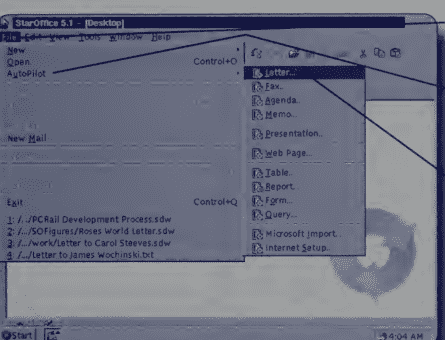 StarOffice 5.1 - [Desktop]
File Edit View Tools Window Help
New
Open. Control+O
AutoPilot
New Mail
Exit Control+Q
1: /.../PCRail Development Process.sdw
2: /.../SOFigures/Roses World Letter.sdw
3: /.../work/Letter to Carol Steeves.sdw
4: /.../Letter to James Wochinski.txt
Letter...
Fax...
Agenda...
Memo...
Presentation...
Web Page...
Table...
Report...
Form...
Query...
Microsoft Import...
Internet Setup...
Start
4:04 AM